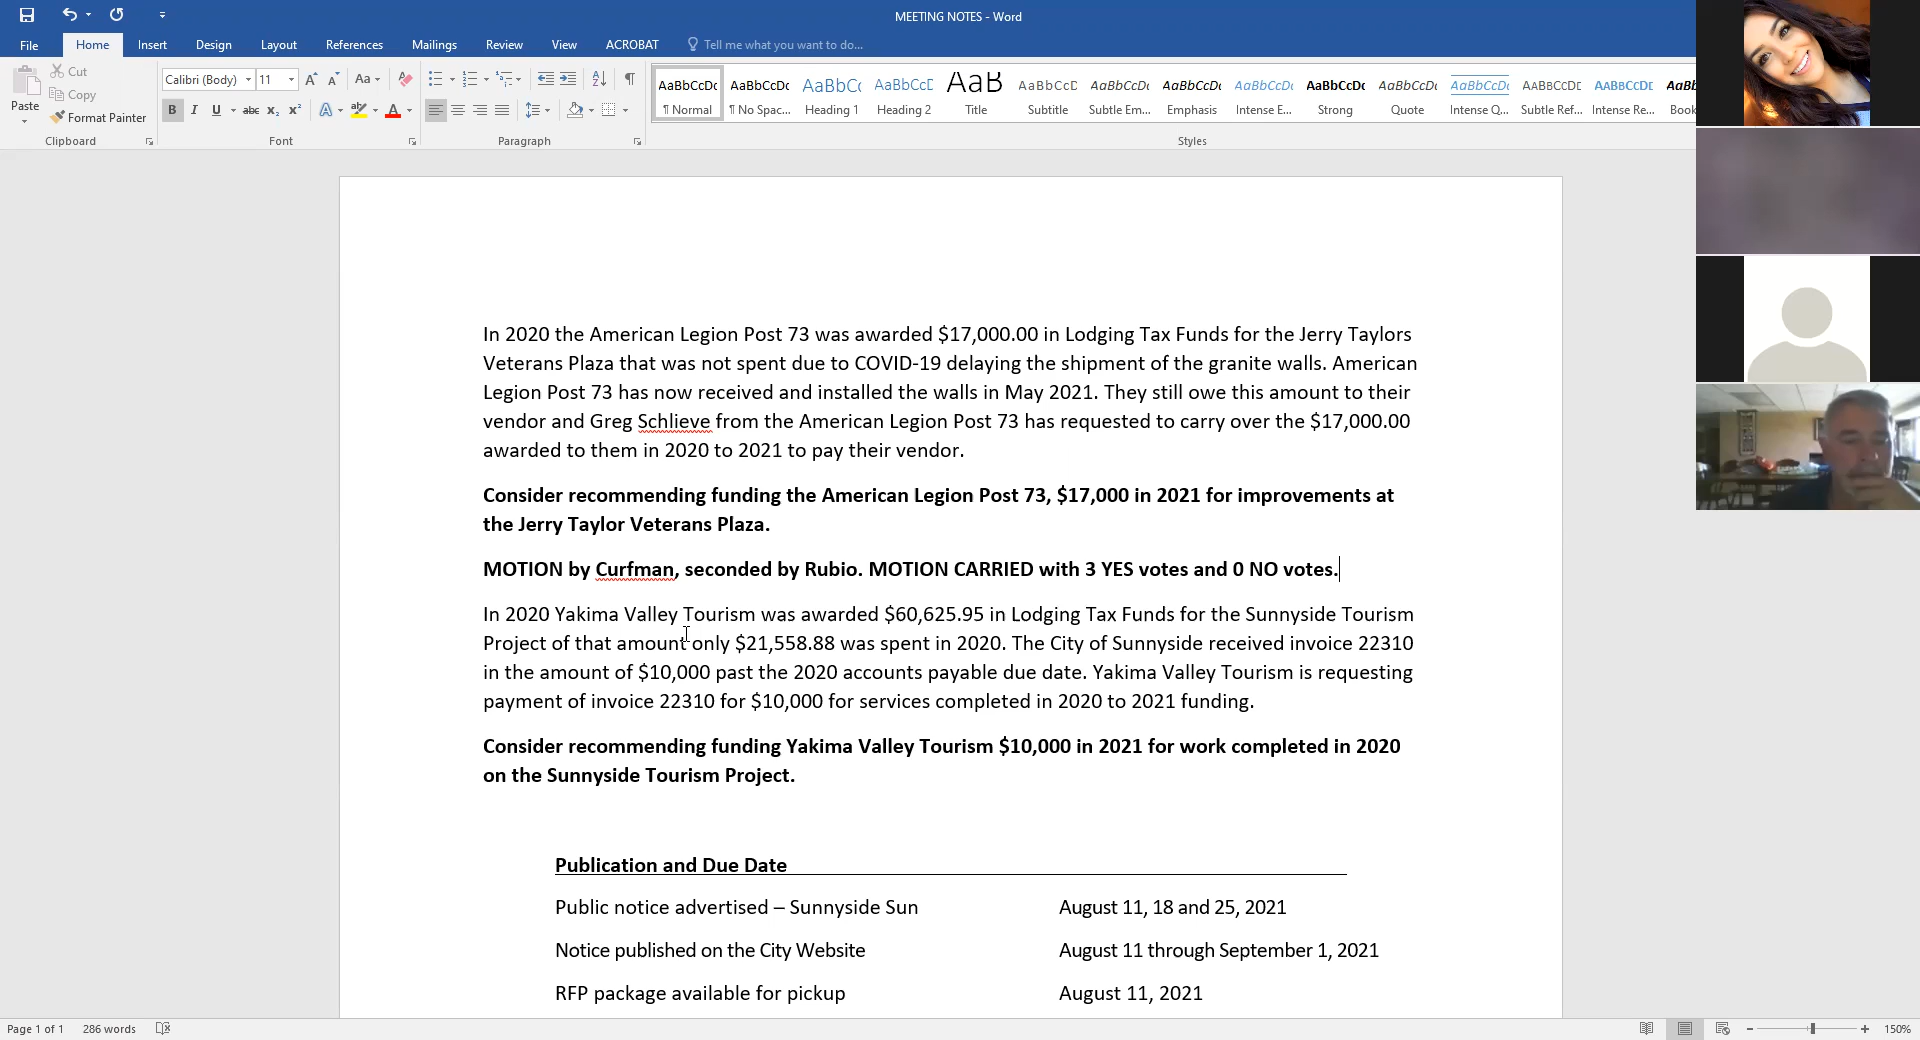 MEETING NOTES - Word
File Home Insert Design Layout References Mailings Review View ACROBAT Tell me what you want to do...
Paste
Cut
Copy
Format Painter
Clipboard
Calibri (Body) 11
Aa
B I U abc x₂ x² A ab A
Font
Paragraph
AaBbCcDc AaBbCcDc AaBbCc AaBbCcD AaB AaBbCcD AaBbCcDc AaBbCcDc AaBbCcDc AaBbCcDc AaBbCcDc AaBbCcDc AABBCCDC AABBCCDC AaBb
¶ Normal ¶ No Spac... Heading 1 Heading 2 Title Subtitle Subtle Em... Emphasis Intense E... Strong Quote Intense Q... Subtle Ref... Intense Re... Book
Styles
In 2020 the American Legion Post 73 was awarded $17,000.00 in Lodging Tax Funds for the Jerry Taylors
Veterans Plaza that was not spent due to COVID-19 delaying the shipment of the granite walls. American
Legion Post 73 has now received and installed the walls in May 2021. They still owe this amount to their
vendor and Greg Schlieve from the American Legion Post 73 has requested to carry over the $17,000.00
awarded to them in 2020 to 2021 to pay their vendor.
Consider recommending funding the American Legion Post 73, $17,000 in 2021 for improvements at
the Jerry Taylor Veterans Plaza.
MOTION by Curfman, seconded by Rubio. MOTION CARRIED with 3 YES votes and 0 NO votes.
In 2020 Yakima Valley Tourism was awarded $60,625.95 in Lodging Tax Funds for the Sunnyside Tourism
Project of that amount only $21,558.88 was spent in 2020. The City of Sunnyside received invoice 22310
in the amount of $10,000 past the 2020 accounts payable due date. Yakima Valley Tourism is requesting
payment of invoice 22310 for $10,000 for services completed in 2020 to 2021 funding.
Consider recommending funding Yakima Valley Tourism $10,000 in 2021 for work completed in 2020
on the Sunnyside Tourism Project.
Publication and Due Date
Public notice advertised – Sunnyside Sun August 11, 18 and 25, 2021
Notice published on the City Website August 11 through September 1, 2021
RFP package available for pickup August 11, 2021
Page 1 of 1 286 words 150%